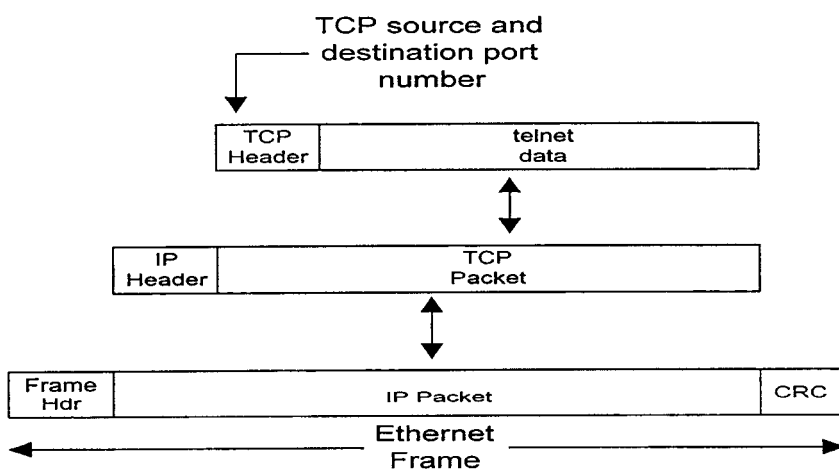 TCP source and
destination port
number
TCP
Header
telnet
data
IP
Header
TCP
Packet
Frame
Hdr
IP Packet
CRC
Ethernet
Frame